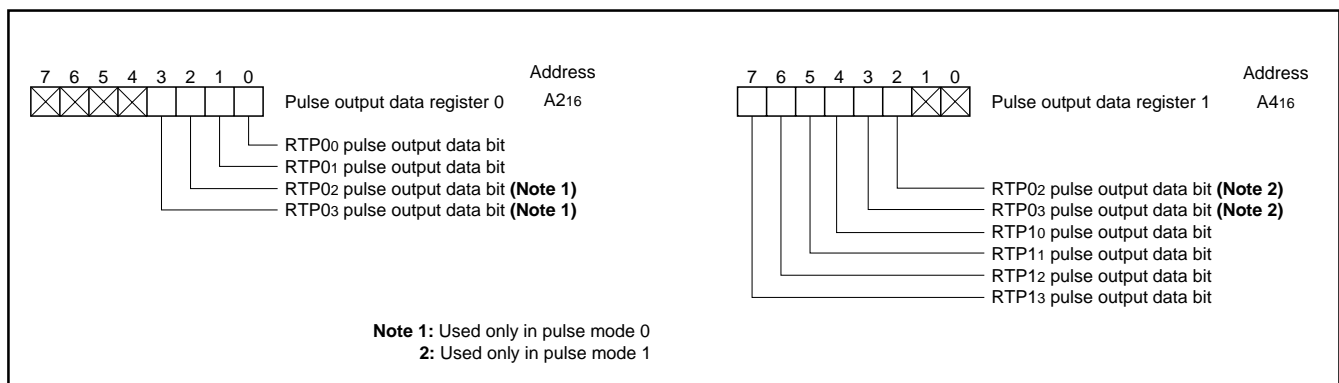 7 6 5 4 3 2 1 0 Address
Pulse output data register 0 A216
RTP00 pulse output data bit
RTP01 pulse output data bit
RTP02 pulse output data bit (Note 1)
RTP03 pulse output data bit (Note 1)
7 6 5 4 3 2 1 0 Address
Pulse output data register 1 A416
RTP02 pulse output data bit (Note 2)
RTP03 pulse output data bit (Note 2)
RTP10 pulse output data bit
RTP11 pulse output data bit
RTP12 pulse output data bit
RTP13 pulse output data bit
Note 1: Used only in pulse mode 0
2: Used only in pulse mode 1